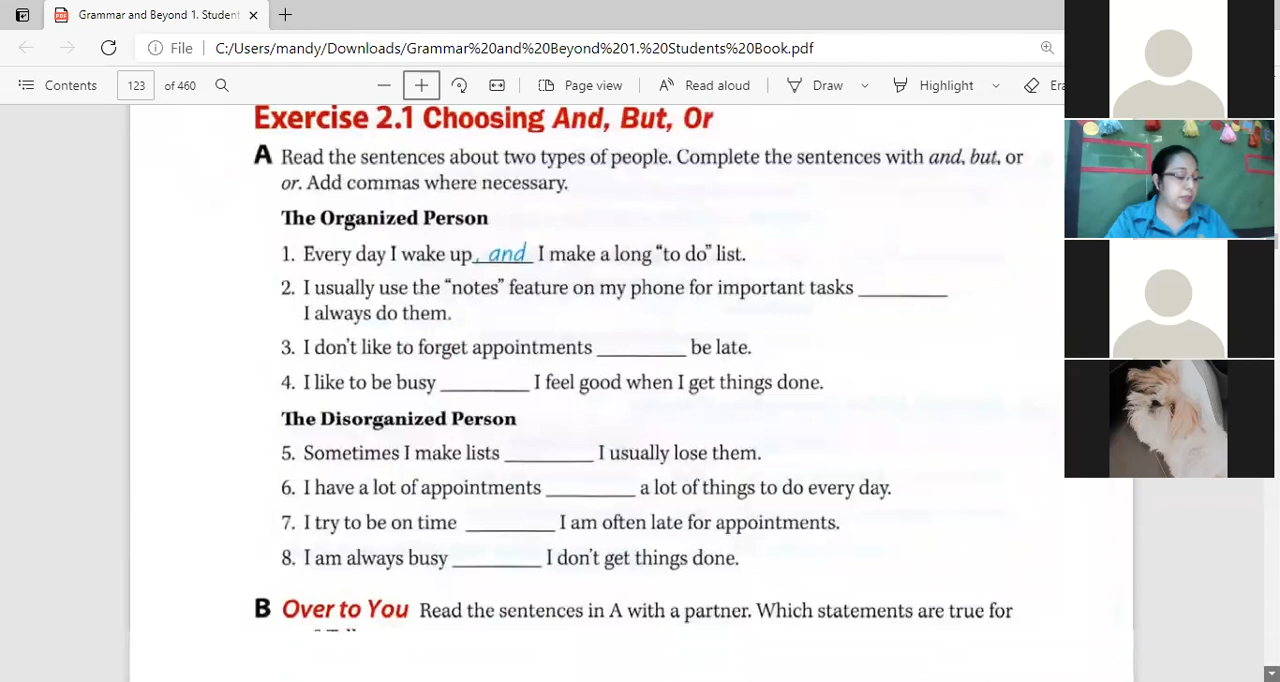 Grammar and Beyond 1. Student
File
C:/Users/mandy/Downloads/Grammar%20and%20Beyond%201.%20Students%20Book.pdf
Contents
123
of 460
Page view
Read aloud
Draw
Highlight
Era
Exercise 2.1 Choosing And, But, Or
A Read the sentences about two types of people. Complete the sentences with and, but, or
or. Add commas where necessary.
The Organized Person
1. Every day I wake up, and I make a long “to do” list.
2. I usually use the “notes” feature on my phone for important tasks ________
I always do them.
3. I don’t like to forget appointments ________ be late.
4. I like to be busy ________ I feel good when I get things done.
The Disorganized Person
5. Sometimes I make lists ________ I usually lose them.
6. I have a lot of appointments ________ a lot of things to do every day.
7. I try to be on time ________ I am often late for appointments.
8. I am always busy ________ I don’t get things done.
B Over to You Read the sentences in A with a partner. Which statements are true for